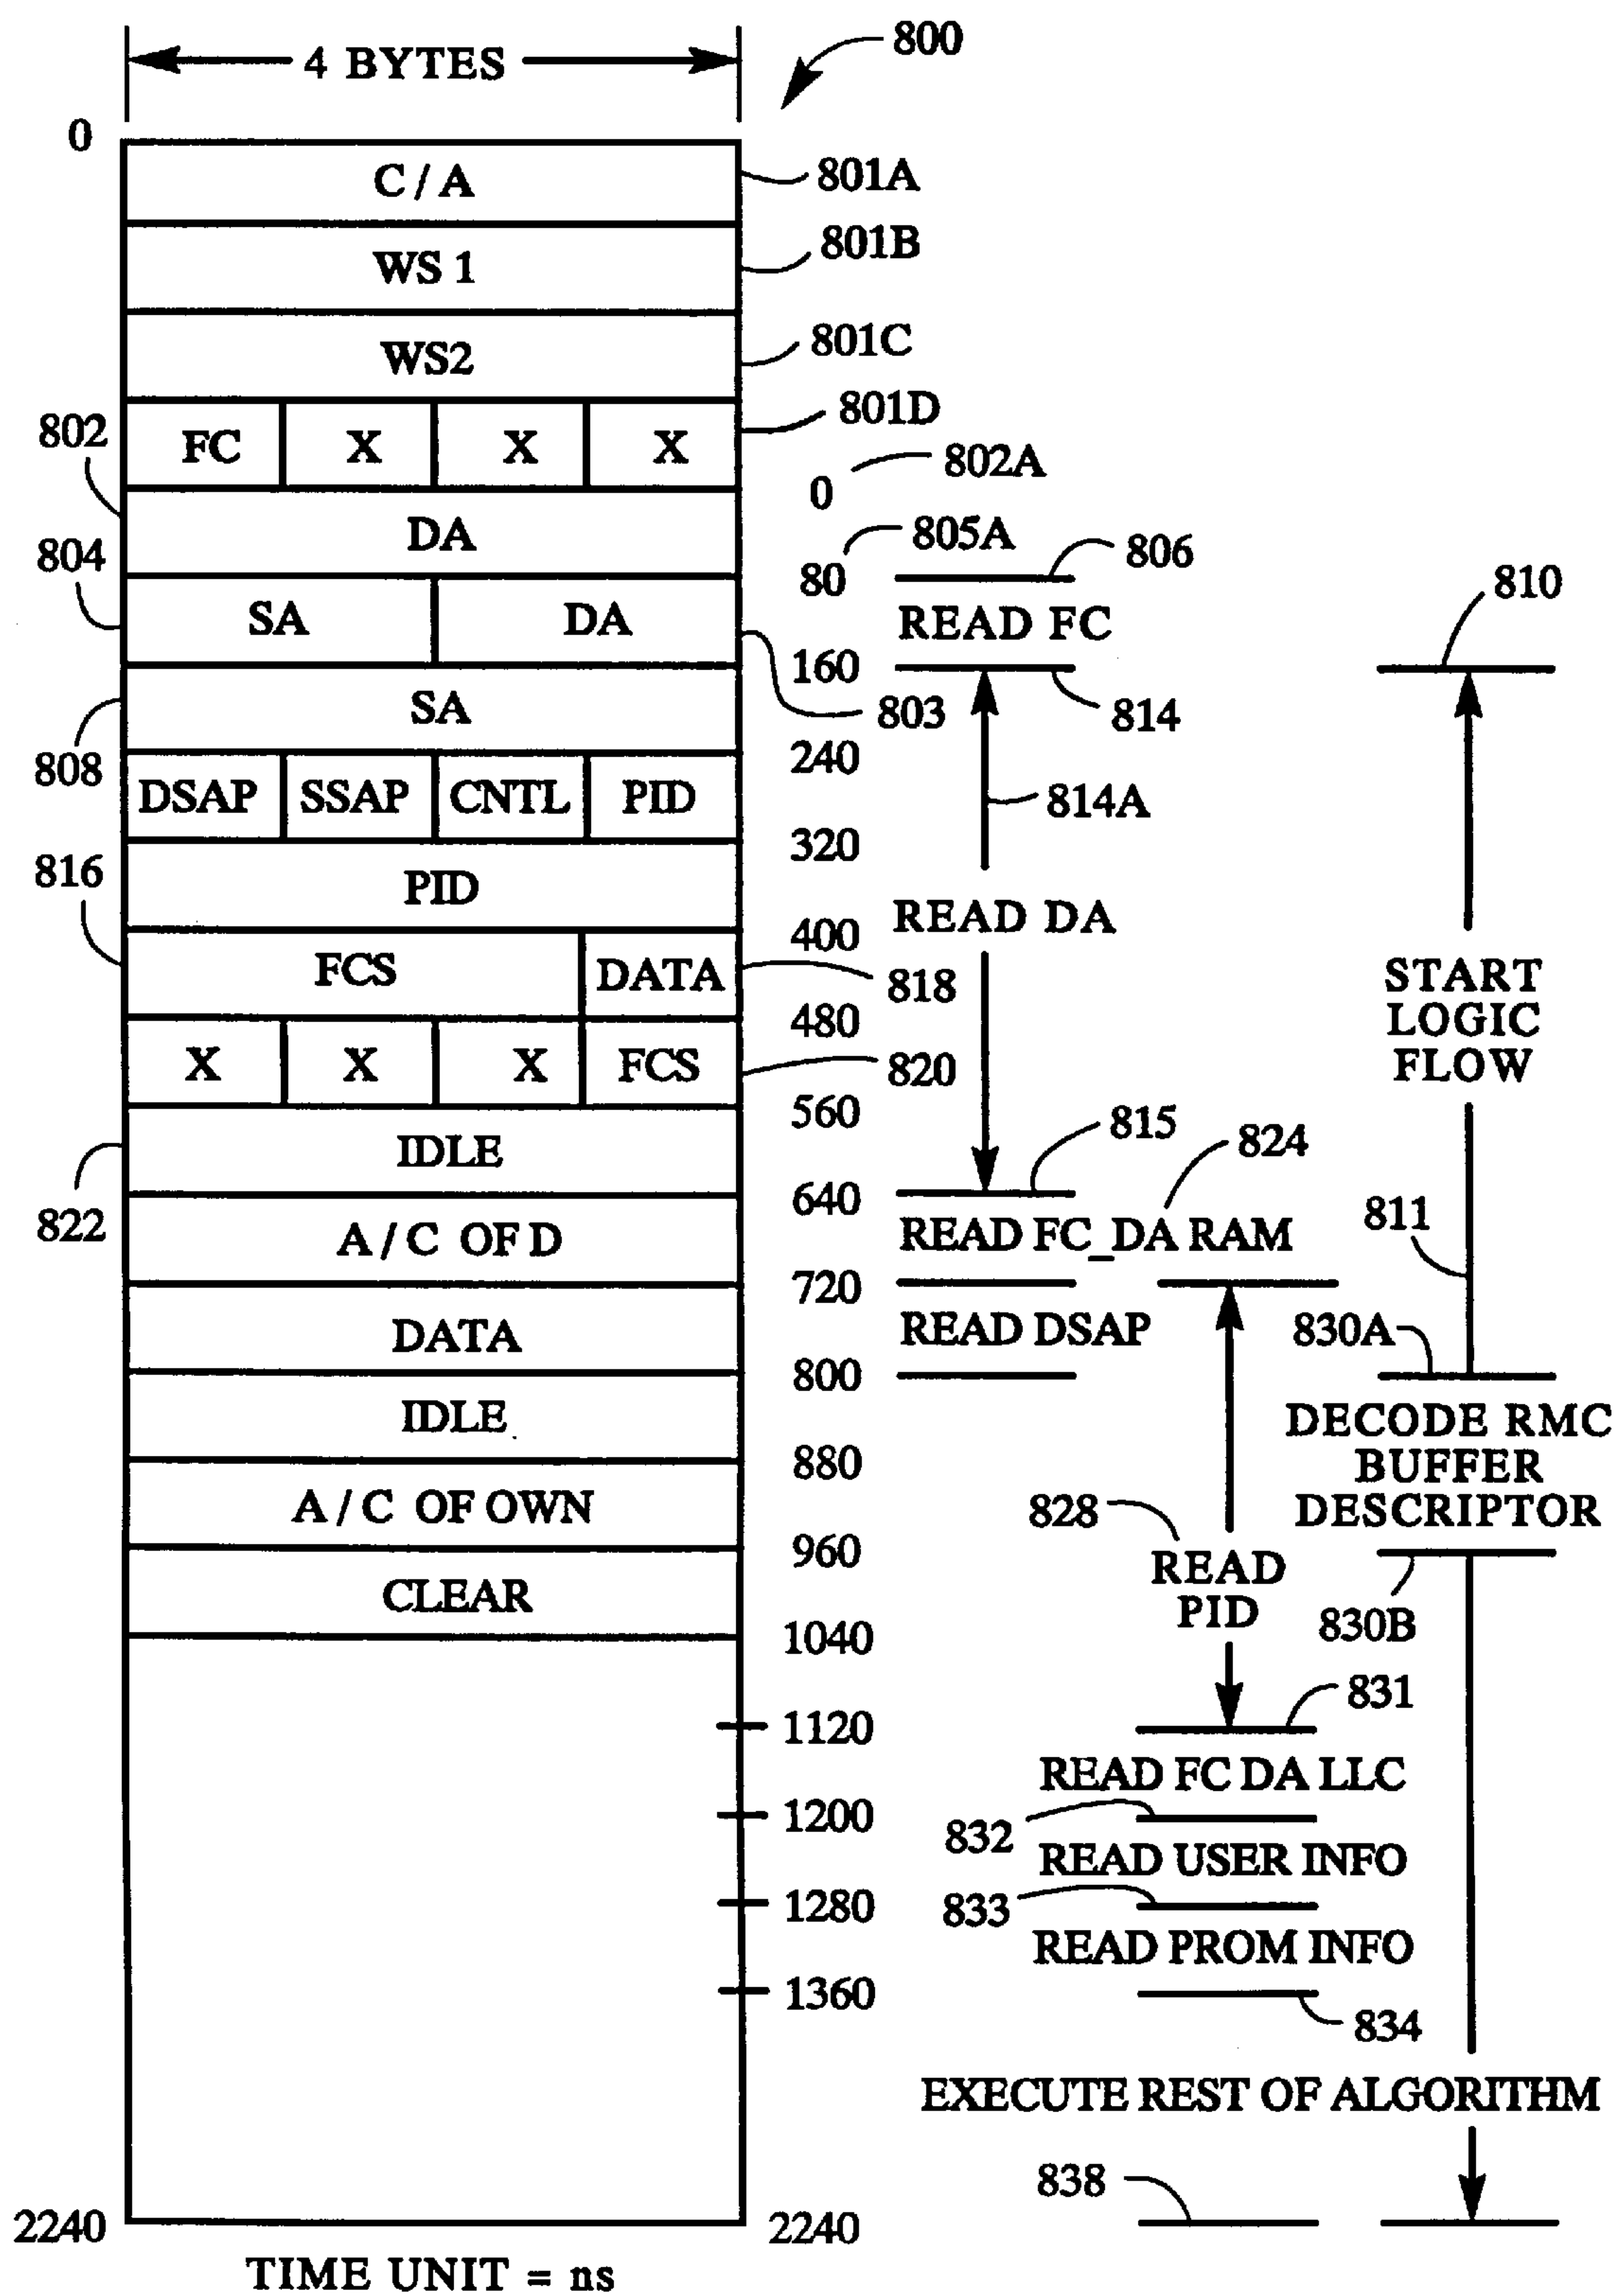 4 BYTES
800
0
C / A
801A
WS 1
801B
WS2
801C
FC X X X
801D
802
802A
0
DA
805A
804
80
806
SA DA
READ FC
810
160
803
814
SA
808
240
DSAP SSAP CNTL PID
814A
320
816
PID
READ DA
400
FCS DATA
818
START
LOGIC
FLOW
480
X X X FCS
820
560
822
IDLE
815
824
640
A / C OF D
READ FC_DA RAM
811
720
DATA
READ DSAP
830A
800
IDLE
DECODE RMC
BUFFER
DESCRIPTOR
880
A / C OF OWN
828
960
READ
PID
CLEAR
830B
1040
831
1120
READ FC DA LLC
1200
832
READ USER INFO
1280
833
READ PROM INFO
1360
834
EXECUTE REST OF ALGORITHM
838
2240
2240
TIME UNIT = ns